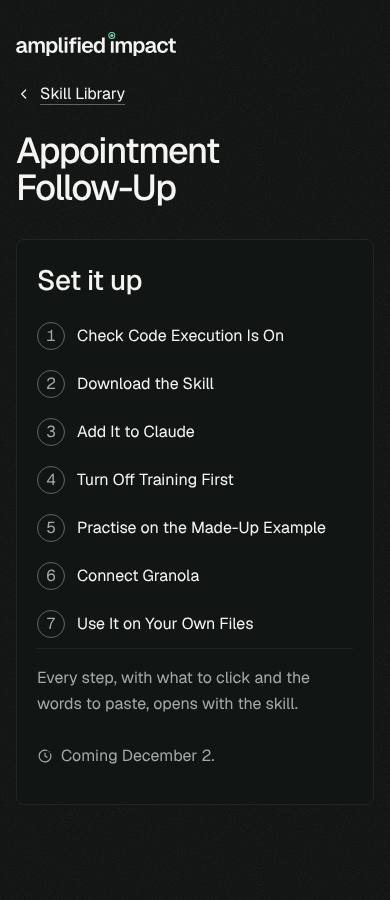 amplified impact
Skill Library
Appointment
Follow-Up
Set it up
1 Check Code Execution Is On
2 Download the Skill
3 Add It to Claude
4 Turn Off Training First
5 Practise on the Made-Up Example
6 Connect Granola
7 Use It on Your Own Files
Every step, with what to click and the
words to paste, opens with the skill.
Coming December 2.